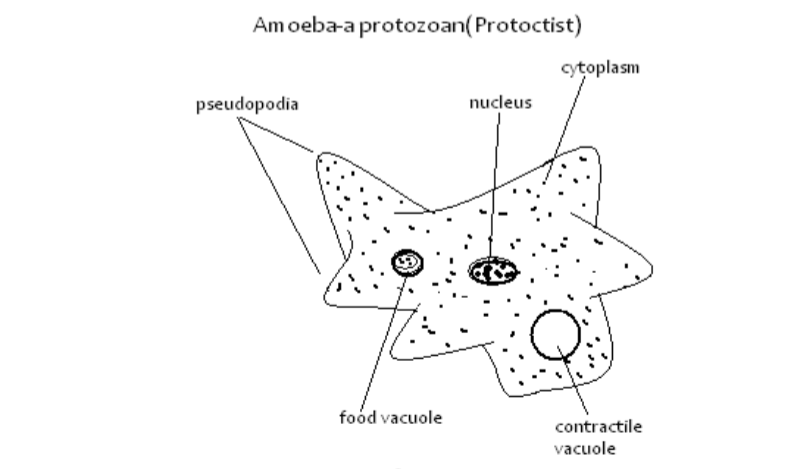 Amoeba-a protozoan(Protoctist)
cytoplasm
pseudopodia
nucleus
food vacuole
contractile
vacuole